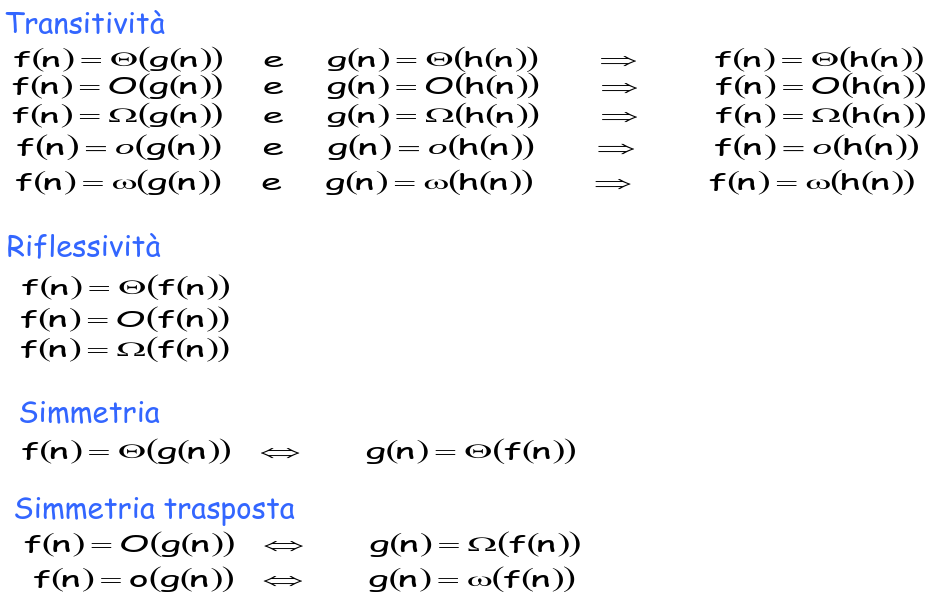 Transitività
f(n) = Θ(g(n)) e g(n) = Θ(h(n)) ⇒ f(n) = Θ(h(n))
f(n) = O(g(n)) e g(n) = O(h(n)) ⇒ f(n) = O(h(n))
f(n) = Ω(g(n)) e g(n) = Ω(h(n)) ⇒ f(n) = Ω(h(n))
f(n) = o(g(n)) e g(n) = o(h(n)) ⇒ f(n) = o(h(n))
f(n) = ω(g(n)) e g(n) = ω(h(n)) ⇒ f(n) = ω(h(n))
Riflessività
f(n) = Θ(f(n))
f(n) = O(f(n))
f(n) = Ω(f(n))
Simmetria
f(n) = Θ(g(n)) ⇔ g(n) = Θ(f(n))
Simmetria trasposta
f(n) = O(g(n)) ⇔ g(n) = Ω(f(n))
f(n) = o(g(n)) ⇔ g(n) = ω(f(n))